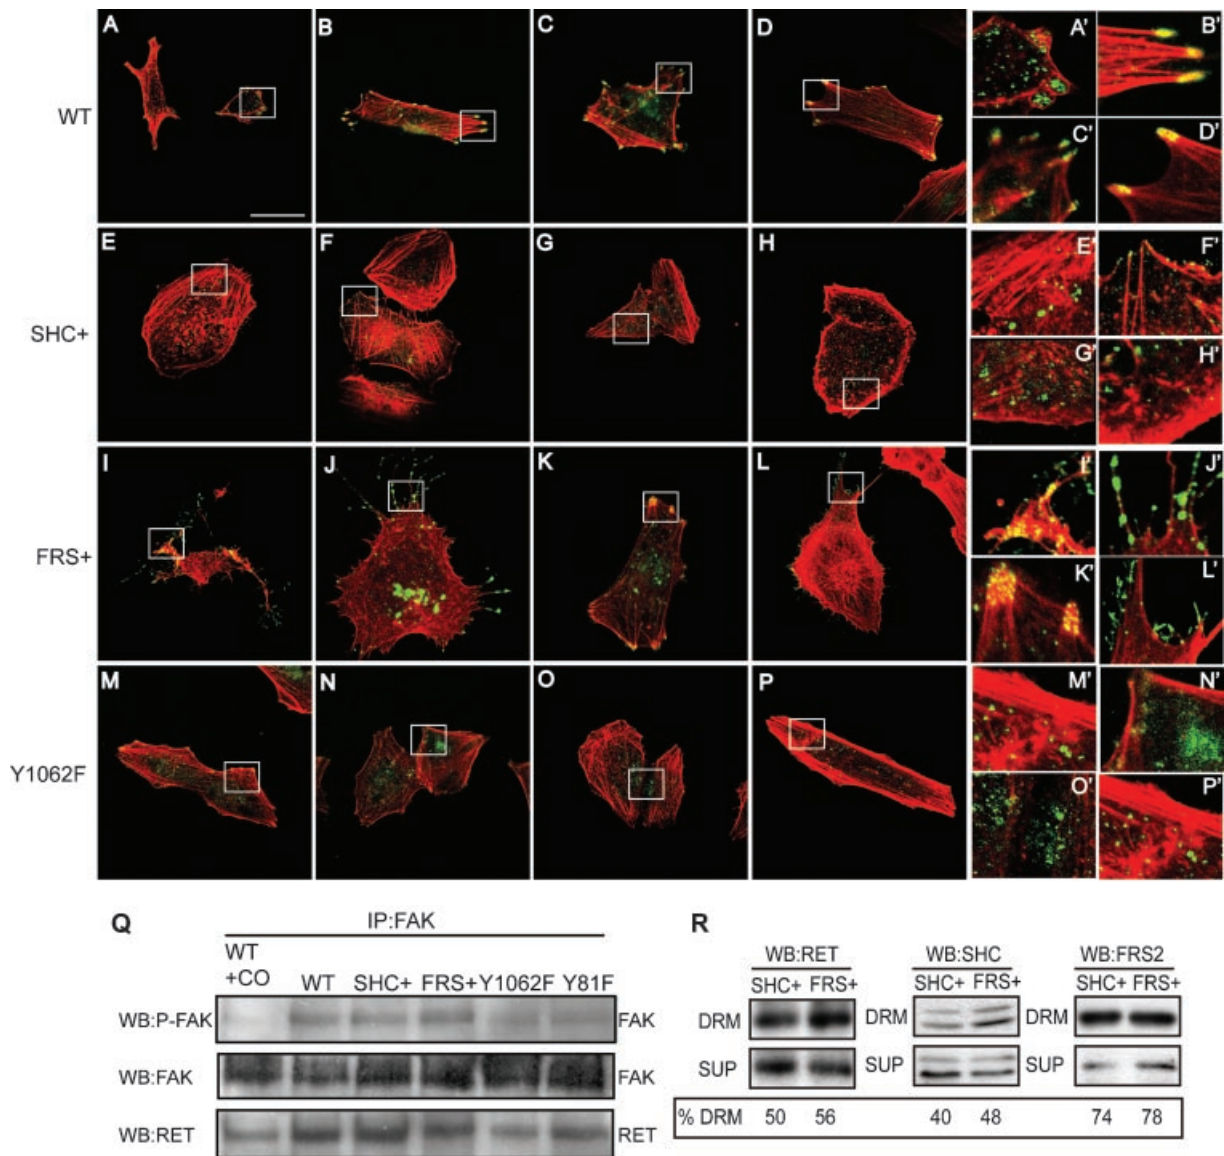 A B C D A' B'
WT
C' D'
E F G H E' F'
SHC+
G' H'
I J K L I' J'
FRS+
K' L'
M N O P M' N'
Y1062F
O' P'
Q IP:FAK
WT
+CO WT SHC+ FRS+ Y1062F Y81F
WB:P-FAK FAK
WB:FAK FAK
WB:RET RET
R
WB:RET WB:SHC WB:FRS2
SHC+ FRS+ SHC+ FRS+ SHC+ FRS+
DRM DRM DRM
SUP SUP SUP
% DRM 50 56 40 48 74 78